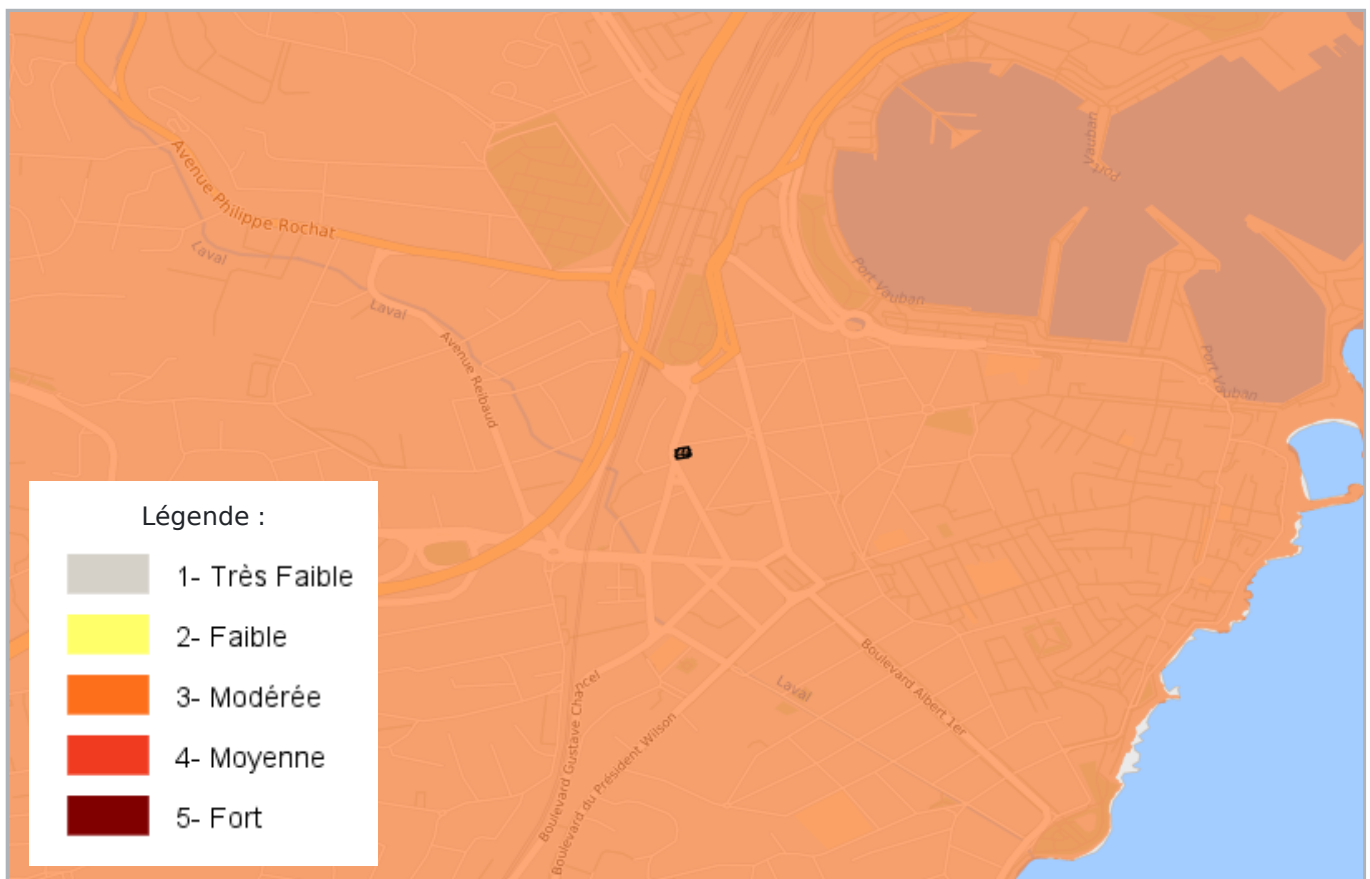 Avenue Philippe Rochat
Laval
Laval
Avenue Reibaud
Vauban
Port
Port Vauban
Port Vauban
Boulevard Albert 1er
Laval
Boulevard Gustave Chancel
Boulevard du Président Wilson
Légende :
1- Très Faible
2- Faible
3- Modérée
4- Moyenne
5- Fort